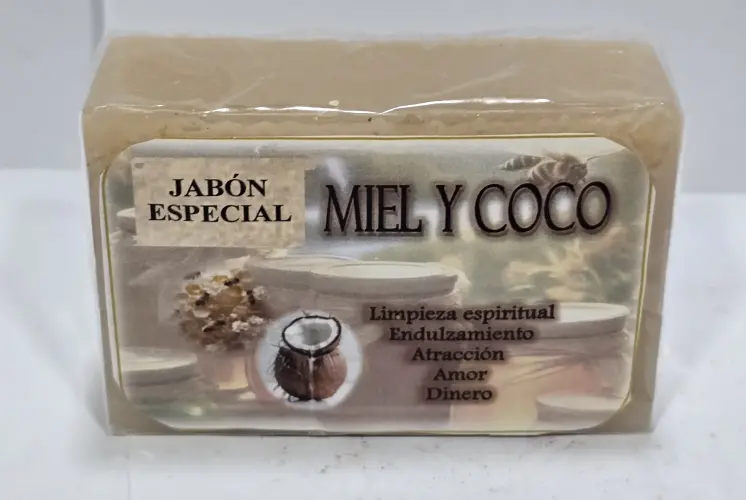 JABÓN
ESPECIAL
MIEL Y COCO
Limpieza espiritual
Endulzamiento
Atracción
Amor
Dinero